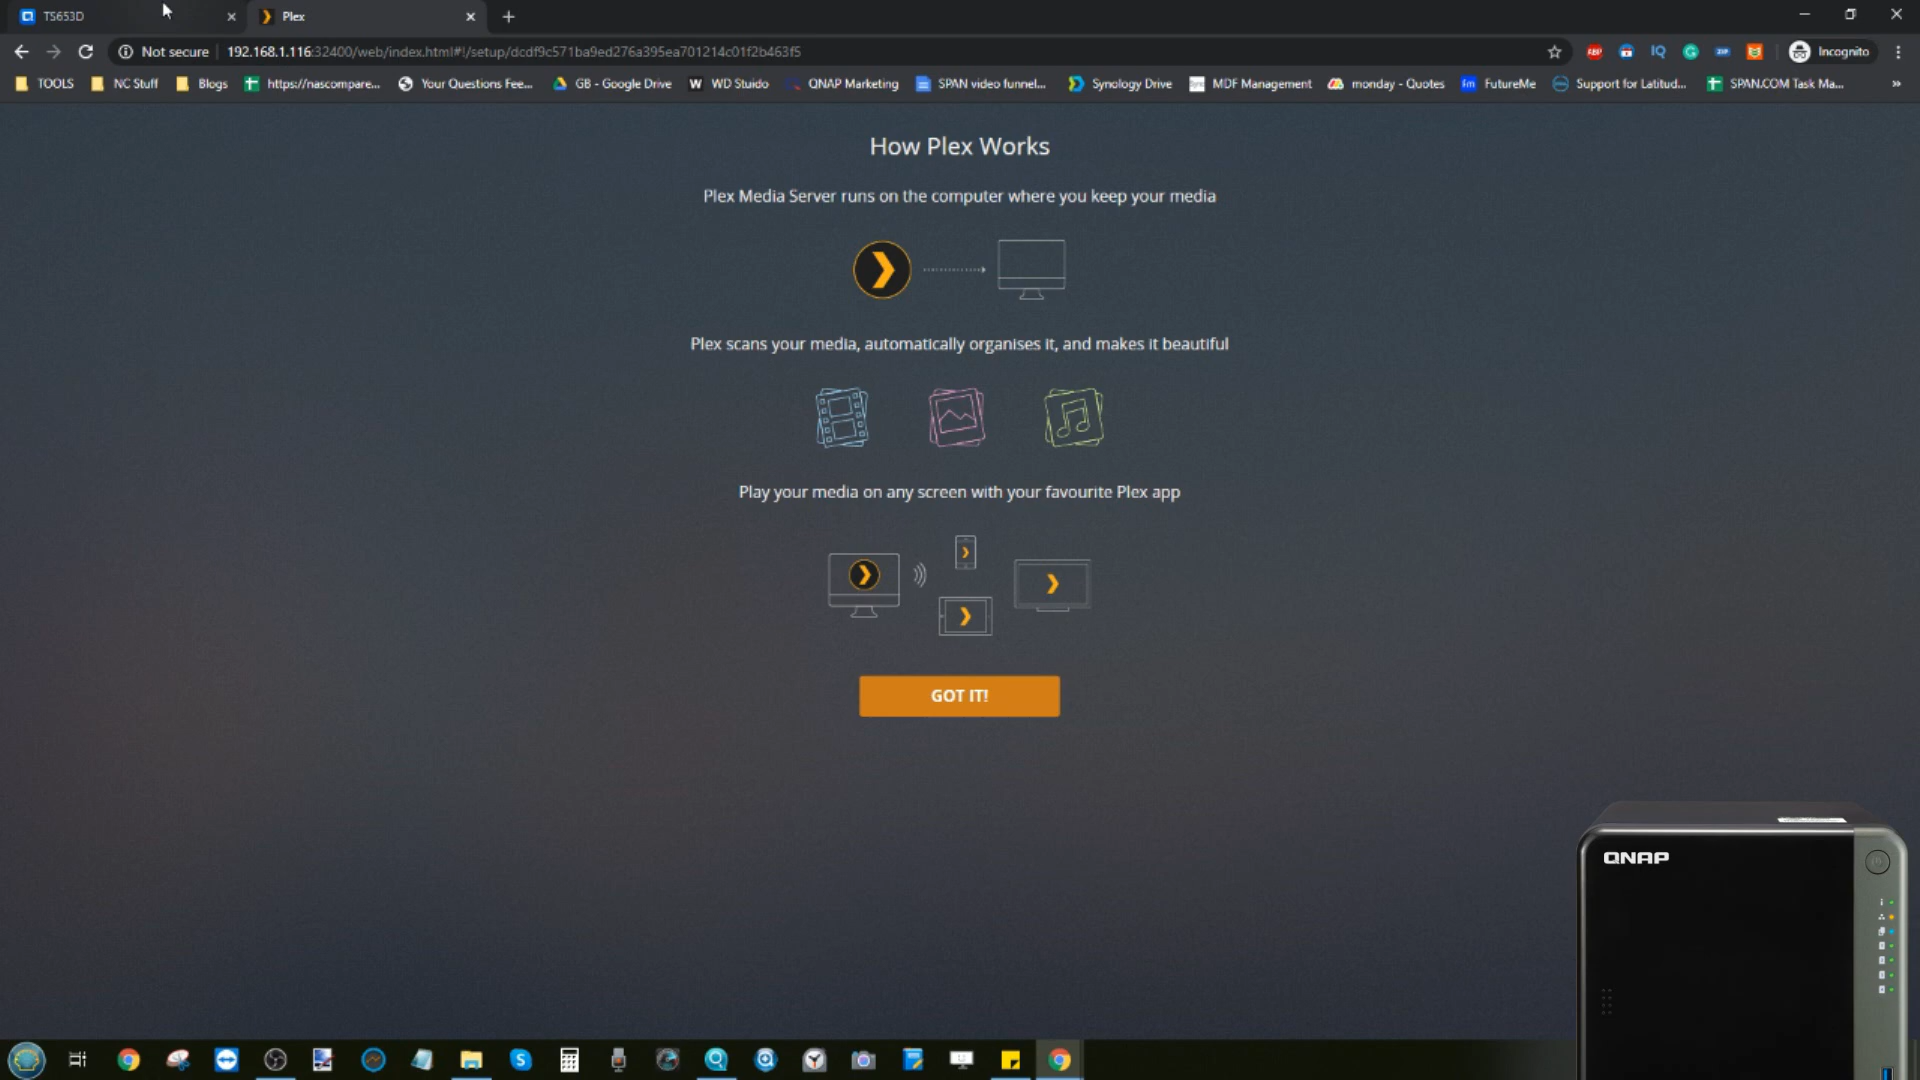 TS653D
Plex
Not secure
192.168.1.116:32400/web/index.html#!/setup/dcdf9c571ba9ed276a395ea701214c01f2b463f5
ABP
IQ
Incognito
TOOLS
NC Stuff
Blogs
https://nascompare...
Your Questions Fee...
GB - Google Drive
W WD Stuido
QNAP Marketing
SPAN video funnel...
Synology Drive
MDF Management
monday - Quotes
fm FutureMe
Support for Latitud...
SPAN.COM Task Ma...
How Plex Works
Plex Media Server runs on the computer where you keep your media
Plex scans your media, automatically organises it, and makes it beautiful
Play your media on any screen with your favourite Plex app
GOT IT!
QNAP